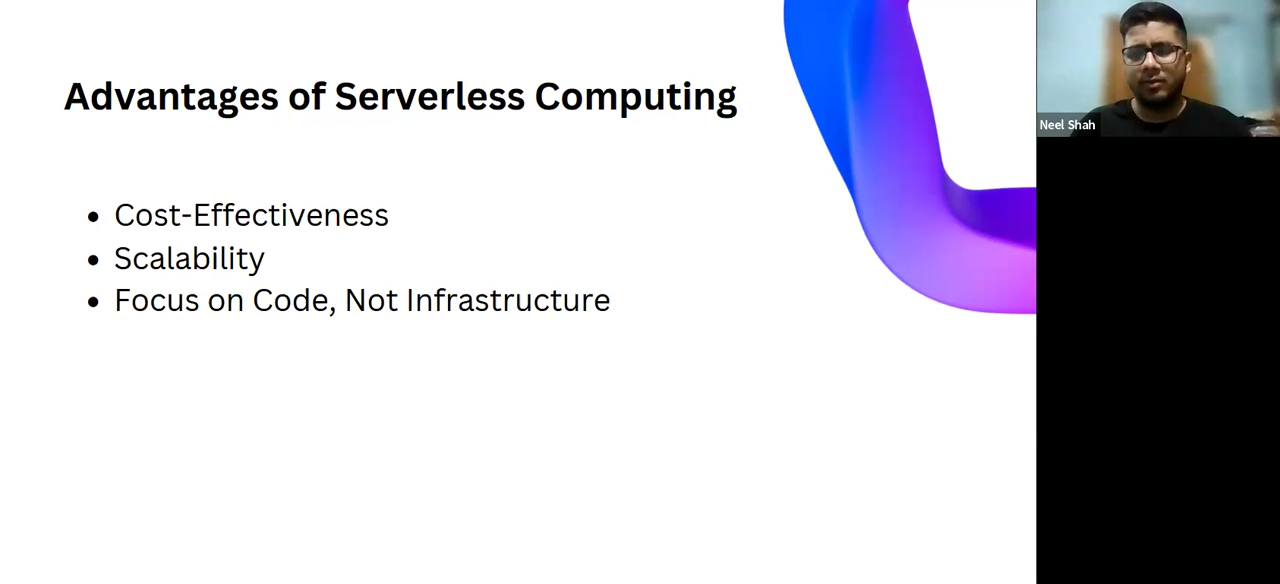 Advantages of Serverless Computing
• Cost-Effectiveness
• Scalability
• Focus on Code, Not Infrastructure
Neel Shah